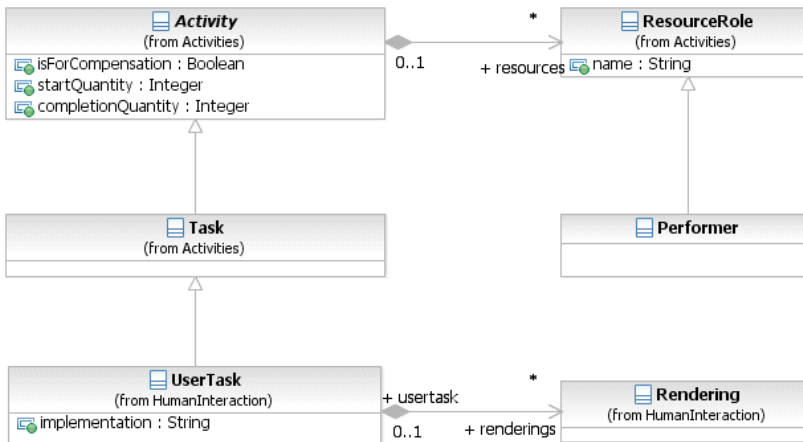 Activity
(from Activities)
isForCompensation : Boolean
startQuantity : Integer
completionQuantity : Integer
*
0..1
+ resources
ResourceRole
(from Activities)
name : String
Task
(from Activities)
Performer
UserTask
(from HumanInteraction)
implementation : String
+ usertask
*
0..1
+ renderings
Rendering
(from HumanInteraction)